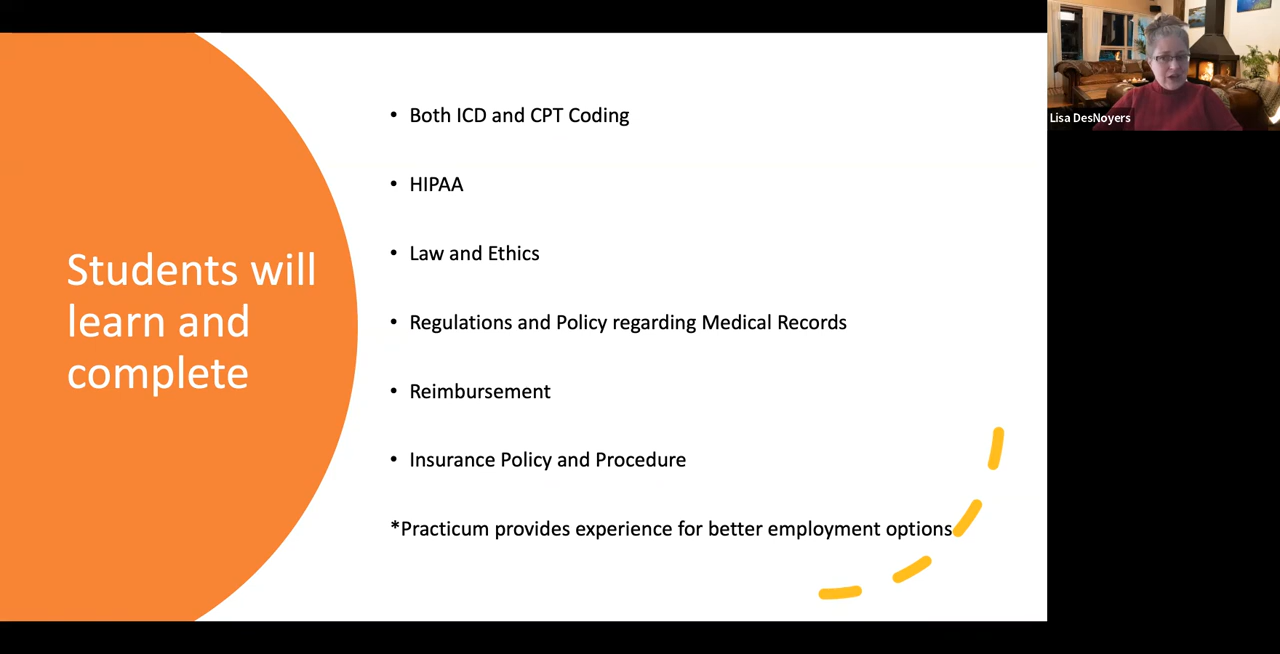 Students will
learn and
complete
• Both ICD and CPT Coding
• HIPAA
• Law and Ethics
• Regulations and Policy regarding Medical Records
• Reimbursement
• Insurance Policy and Procedure
*Practicum provides experience for better employment options
Lisa DesNoyers